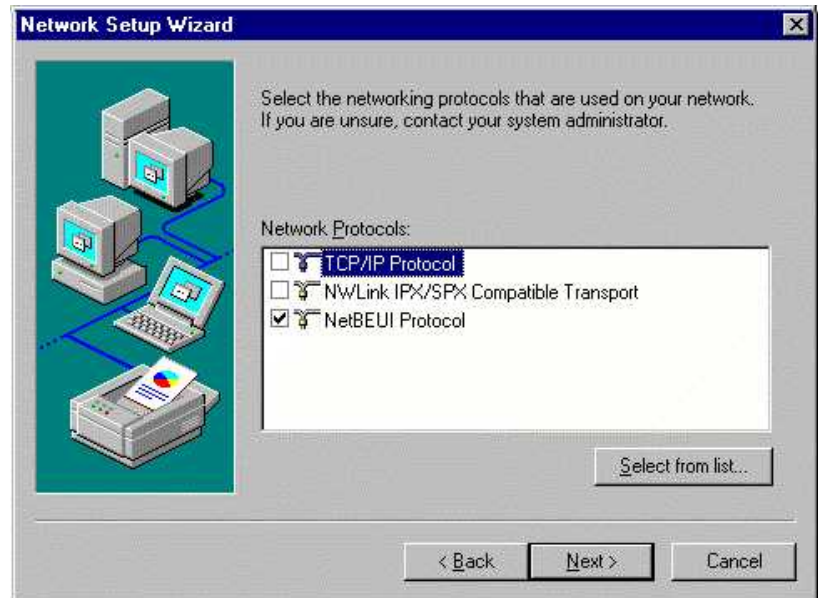 Network Setup Wizard
Select the networking protocols that are used on your network.
If you are unsure, contact your system administrator.
Network Protocols:
TCP/IP Protocol
NWLink IPX/SPX Compatible Transport
NetBEUI Protocol
Select from list...
< Back
Next >
Cancel